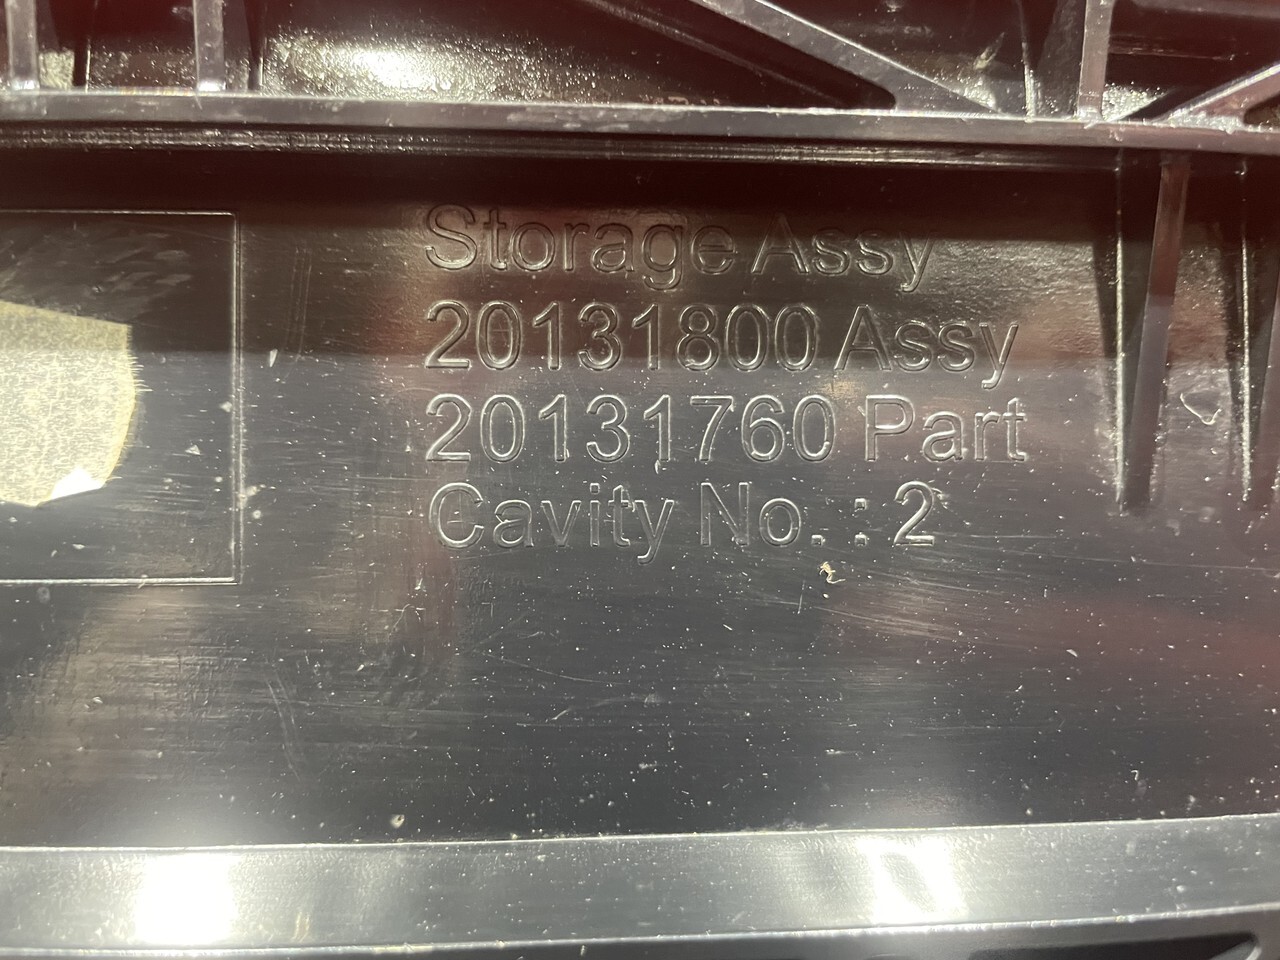 Storage Assy
20131800 Assy
20131760 Part
Cavity No. : 2